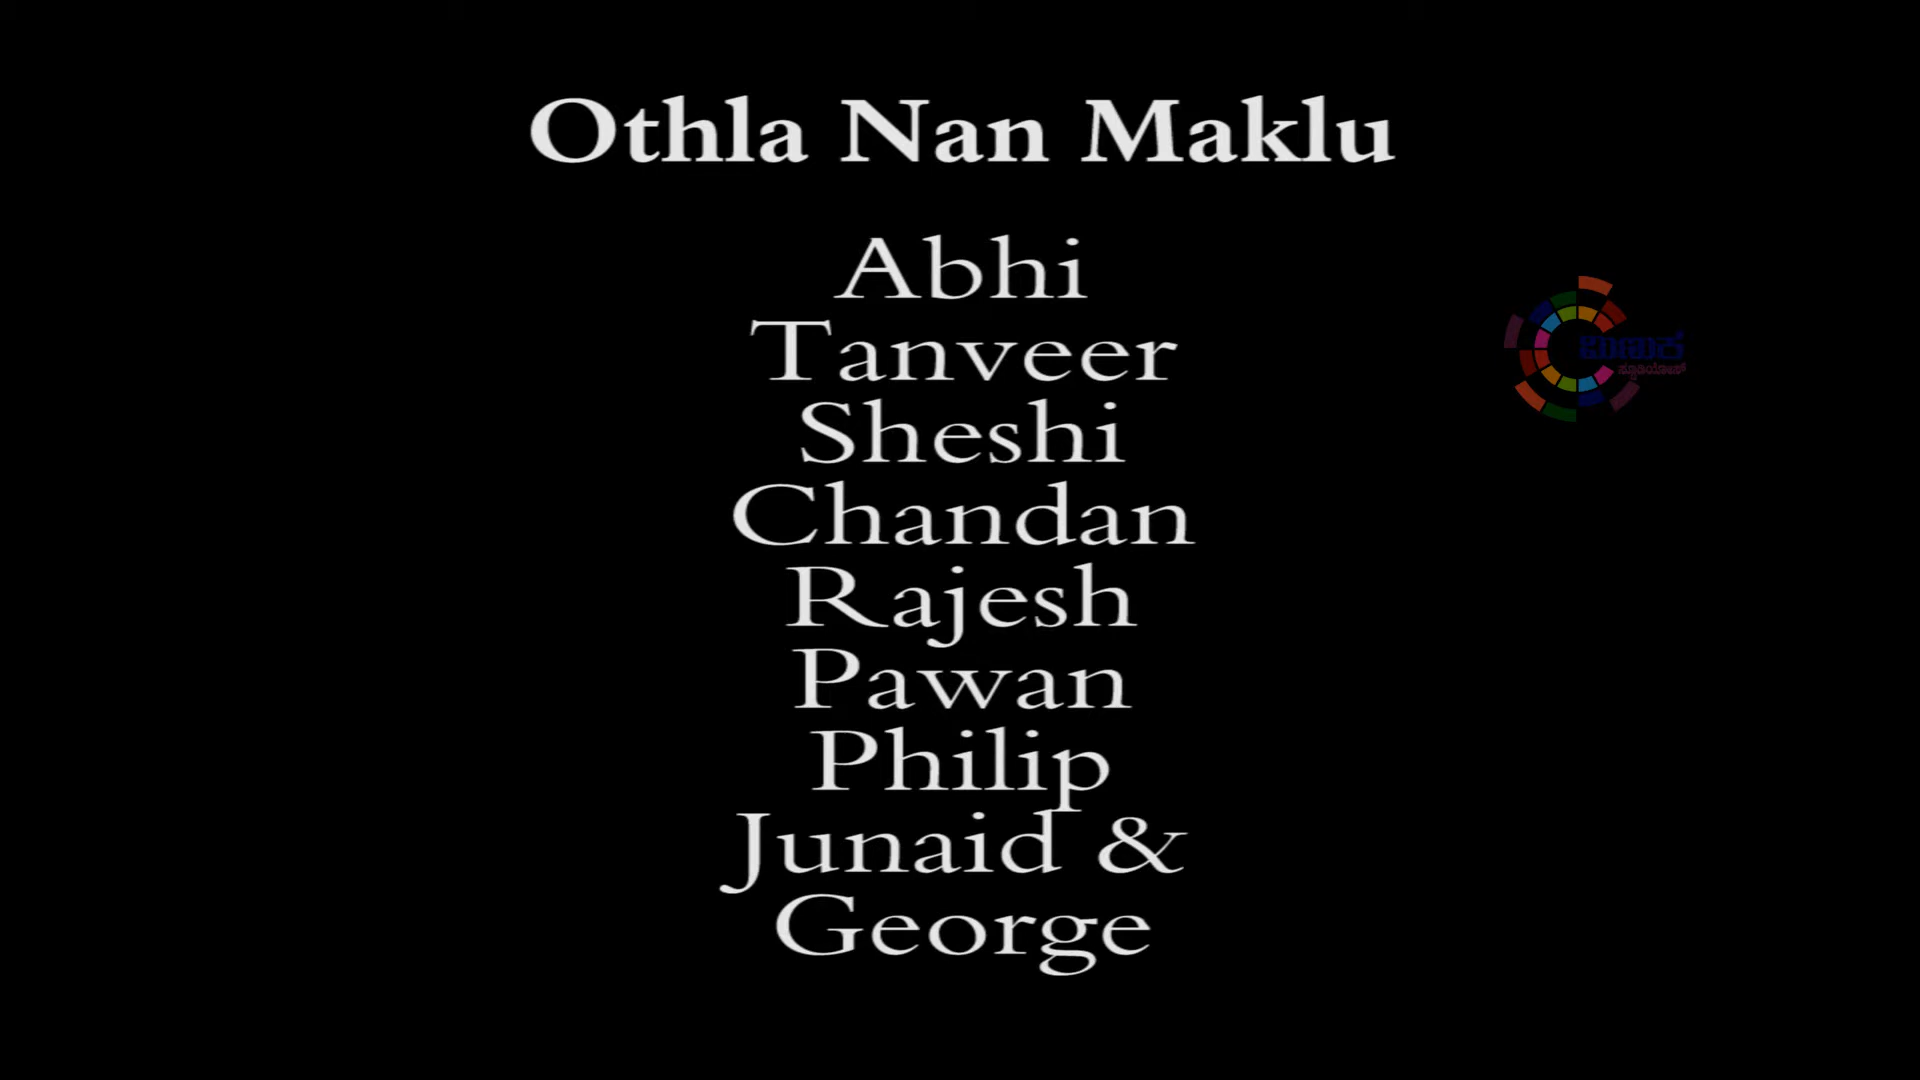 Othla Nan Maklu
Abhi
Tanveer
Sheshi
Chandan
Rajesh
Pawan
Philip
Junaid &
George
ಸ್ಟೂಡಿಯೋಸ್